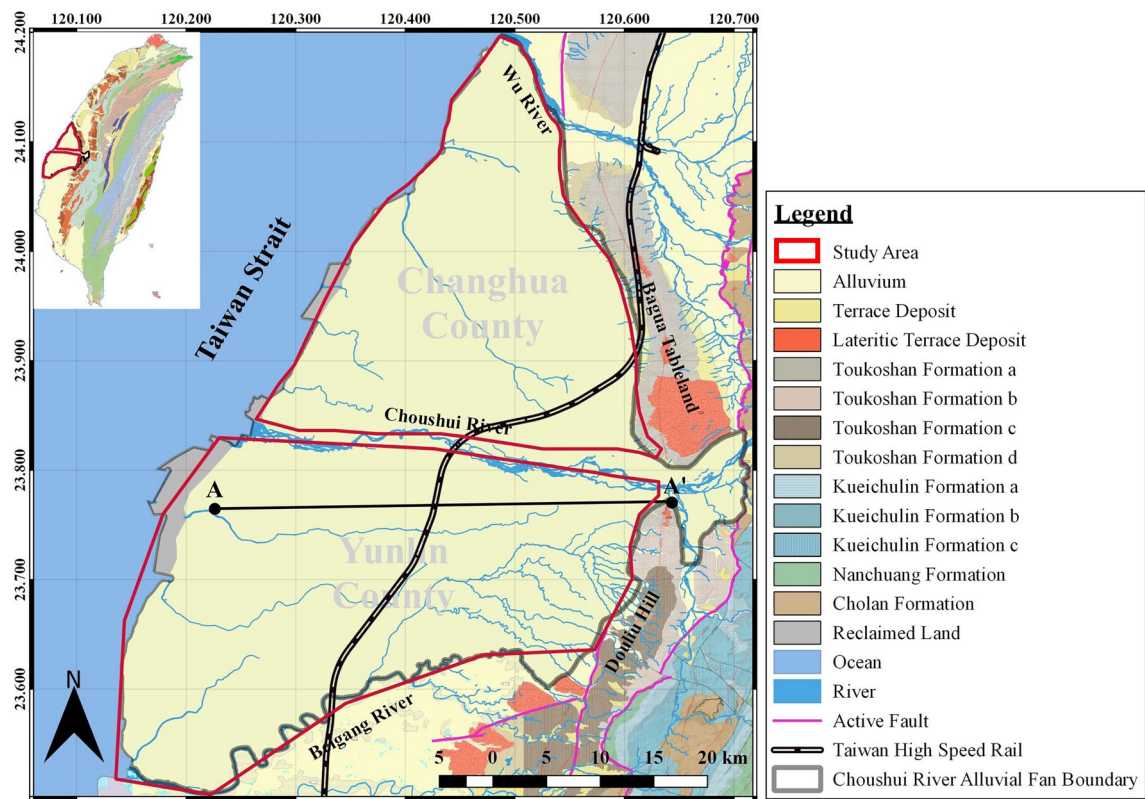 120.100 120.220 120.300 120.400 120.500 120.600 120.700
24.200
24.100
24.000
23.900
23.800
23.700
23.600
Wu River
Taiwan Strait
Changhua
County
Bagua Tableland
Choushui River
A
A'
Yunlin
County
Douliu Hill
Beigang River
N
5 0 5 10 15 20 km
Legend
Study Area
Alluvium
Terrace Deposit
Lateritic Terrace Deposit
Toukoshan Formation a
Toukoshan Formation b
Toukoshan Formation c
Toukoshan Formation d
Kueichulin Formation a
Kueichulin Formation b
Kueichulin Formation c
Nanchuang Formation
Cholan Formation
Reclaimed Land
Ocean
River
Active Fault
Taiwan High Speed Rail
Choushui River Alluvial Fan Boundary